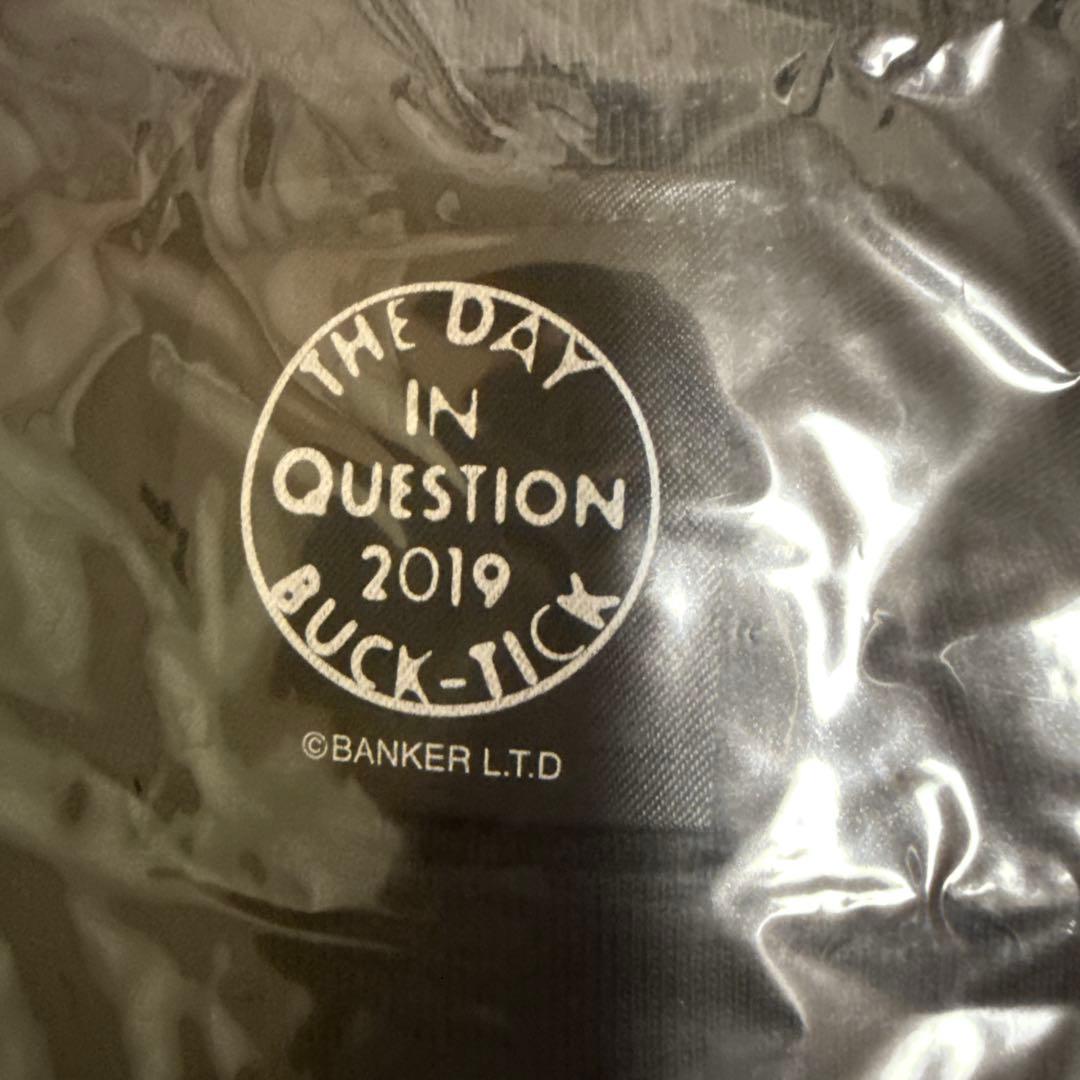 THE DAY
IN
QUESTION
2019
BUCK-TICK
©BANKER L.T.D